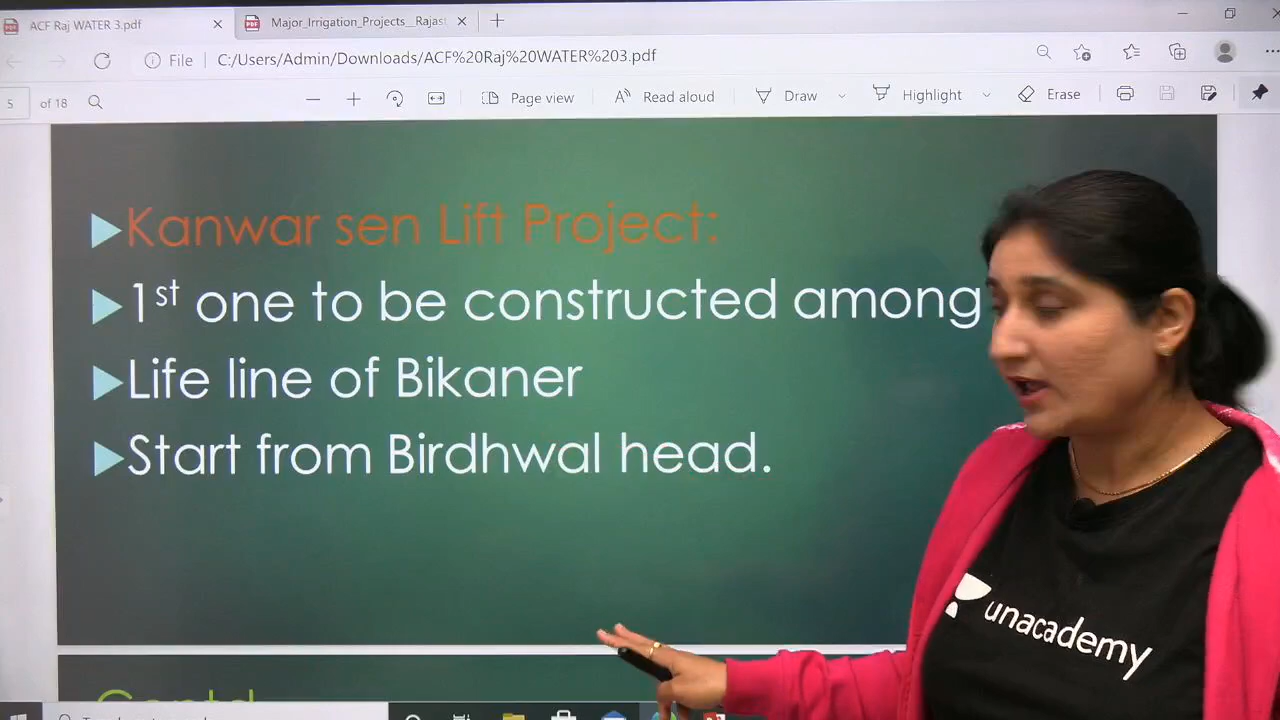 ACF Raj WATER 3.pdf
Major_Irrigation_Projects_
File C:/Users/Admin/Downloads/ACF%20Raj%20WATER%203.pdf
5 of 18 Page view Read aloud Draw Highlight Erase
Kanwar sen Lift Project:
1st one to be constructed among
Life line of Bikaner
Start from Birdhwal head.
unacademy